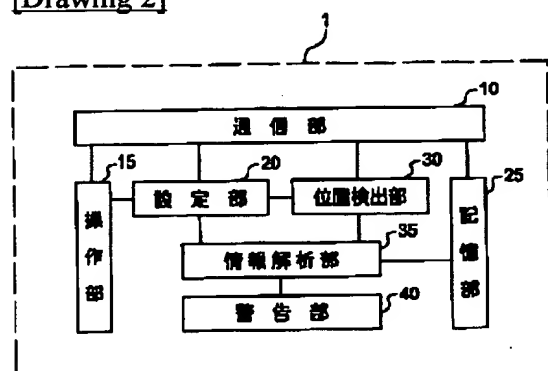 [Drawing 2]
1
10
通信部
15
20
30
25
操作部
設定部
位置検出部
記憶部
35
情報解析部
40
警告部